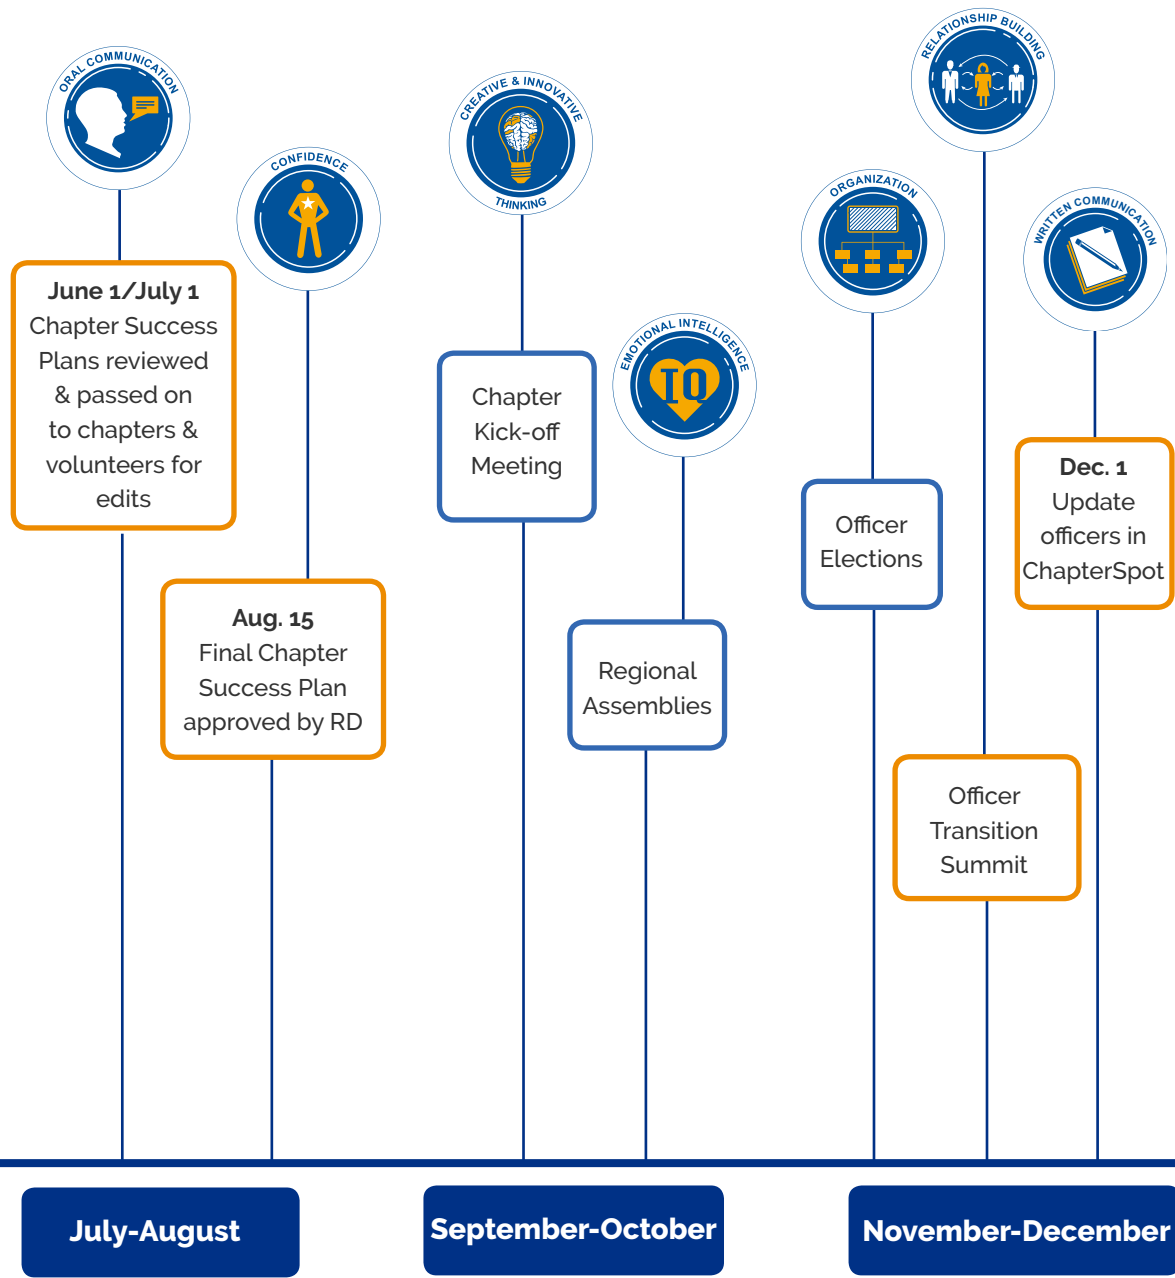 ORAL COMMUNICATION
June 1/July 1
Chapter Success
Plans reviewed
& passed on
to chapters &
volunteers for
edits
CONFIDENCE
Aug. 15
Final Chapter
Success Plan
approved by RD
CREATIVE & INNOVATIVE
THINKING
Chapter
Kick-off
Meeting
EMOTIONAL INTELLIGENCE
IQ
Regional
Assemblies
ORGANIZATION
Officer
Elections
RELATIONSHIP BUILDING
Officer
Transition
Summit
WRITTEN COMMUNICATION
Dec. 1
Update
officers in
ChapterSpot
July-August
September-October
November-December